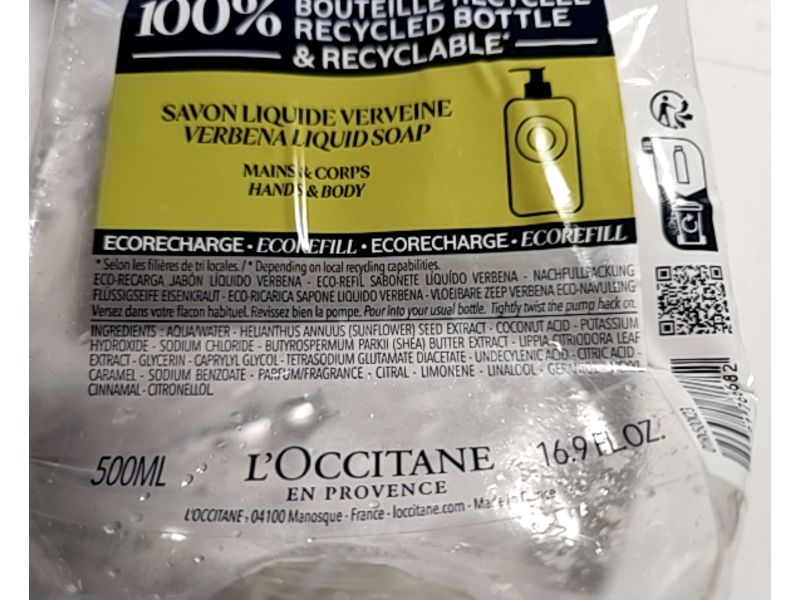 100% BOUTEILLE RECYCLÉE
RECYCLED BOTTLE
& RECYCLABLE*
SAVON LIQUIDE VERVEINE
VERBENA LIQUID SOAP
MAINS & CORPS
HANDS & BODY
ECORECHARGE • ECOREFILL • ECORECHARGE • ECOREFILL
* Selon les filières de tri locales. / * Depending on local recycling capabilities.
ECO-RECARGA JABÓN LÍQUIDO VERBENA - ECO-REFIL SABONETE LÍQUIDO VERBENA - NACHFÜLLPACKUNG
FLÜSSIGSEIFE EISENKRAUT - ECO-RICARICA SAPONE LIQUIDO VERBENA - VLOEIBARE ZEEP VERBENA ECO-NAVULLING
Versez dans votre flacon habituel. Revissez bien la pompe. Pour into your usual bottle. Tightly twist the pump back on.
INGREDIENTS : AQUA/WATER - HELIANTHUS ANNUUS (SUNFLOWER) SEED EXTRACT - COCONUT ACID - POTASSIUM
HYDROXIDE - SODIUM CHLORIDE - BUTYROSPERMUM PARKII (SHEA) BUTTER EXTRACT - LIPPIA CITRIODORA LEAF
EXTRACT - GLYCERIN - CAPRYLYL GLYCOL - TETRASODIUM GLUTAMATE DIACETATE - UNDECYLENIC ACID - CITRIC ACID -
CARAMEL - SODIUM BENZOATE - PARFUM/FRAGRANCE - CITRAL - LIMONENE - LINALOOL -
CINNAMAL - CITRONELLOL
500ML
L'OCCITANE
EN PROVENCE
16.9 FL.OZ.
L'OCCITANE, 04100 Manosque - France - loccitane.com - Made in France